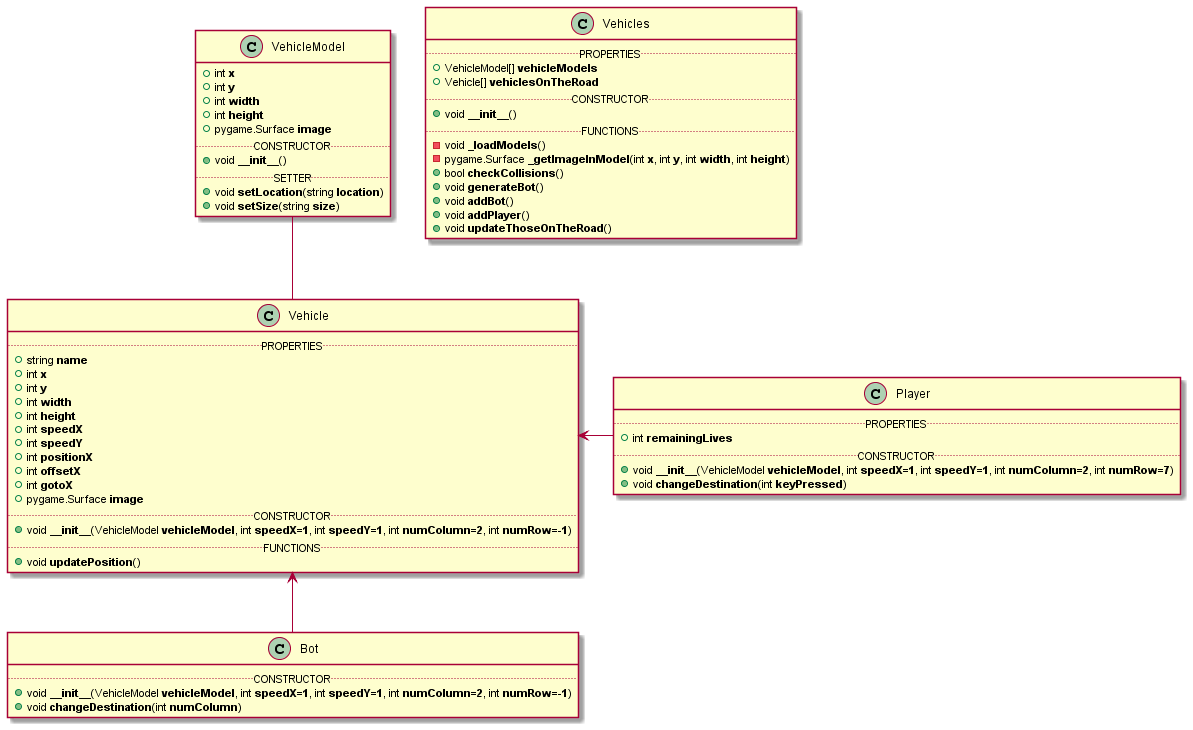 C VehicleModel
int x
int y
int width
int height
pygame.Surface image
CONSTRUCTOR
void __init__()
SETTER
void setLocation(string location)
void setSize(string size)
C Vehicles
PROPERTIES
VehicleModel[] vehicleModels
Vehicle[] vehiclesOnTheRoad
CONSTRUCTOR
void __init__()
FUNCTIONS
void _loadModels()
pygame.Surface _getImageInModel(int x, int y, int width, int height)
bool checkCollisions()
void generateBot()
void addBot()
void addPlayer()
void updateThoseOnTheRoad()
C Vehicle
PROPERTIES
string name
int x
int y
int width
int height
int speedX
int speedY
int positionX
int offsetX
int gotoX
pygame.Surface image
CONSTRUCTOR
void __init__(VehicleModel vehicleModel, int speedX=1, int speedY=1, int numColumn=2, int numRow=-1)
FUNCTIONS
void updatePosition()
C Player
PROPERTIES
int remainingLives
CONSTRUCTOR
void __init__(VehicleModel vehicleModel, int speedX=1, int speedY=1, int numColumn=2, int numRow=7)
void changeDestination(int keyPressed)
C Bot
CONSTRUCTOR
void __init__(VehicleModel vehicleModel, int speedX=1, int speedY=1, int numColumn=2, int numRow=-1)
void changeDestination(int numColumn)